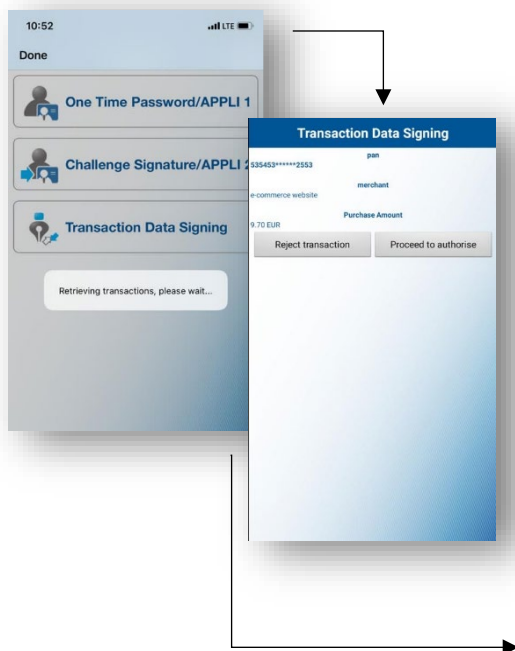 10:52
LTE
Done
One Time Password/APPLI 1
Challenge Signature/APPLI 2
Transaction Data Signing
Retrieving transactions, please wait...
Transaction Data Signing
pan
535453******2553
merchant
e-commerce website
Purchase Amount
9.70 EUR
Reject transaction
Proceed to authorise